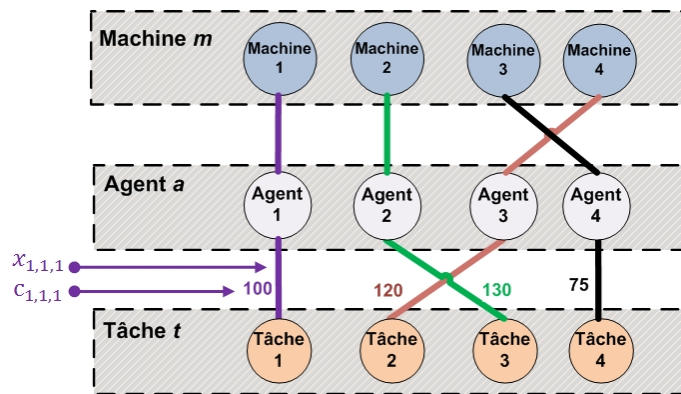 Machine m
Machine 1
Machine 2
Machine 3
Machine 4
Agent a
Agent 1
Agent 2
Agent 3
Agent 4
x1,1,1
c1,1,1
100
120
130
75
Tâche t
Tâche 1
Tâche 2
Tâche 3
Tâche 4